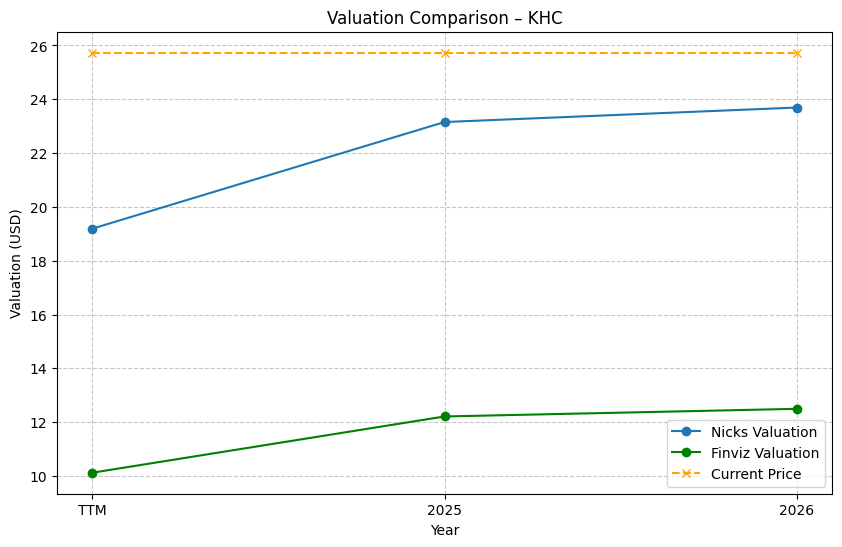 Valuation Comparison – KHC
Valuation (USD)
26
24
22
20
18
16
14
12
10
TTM
2025
2026
Year
Nicks Valuation
Finviz Valuation
Current Price